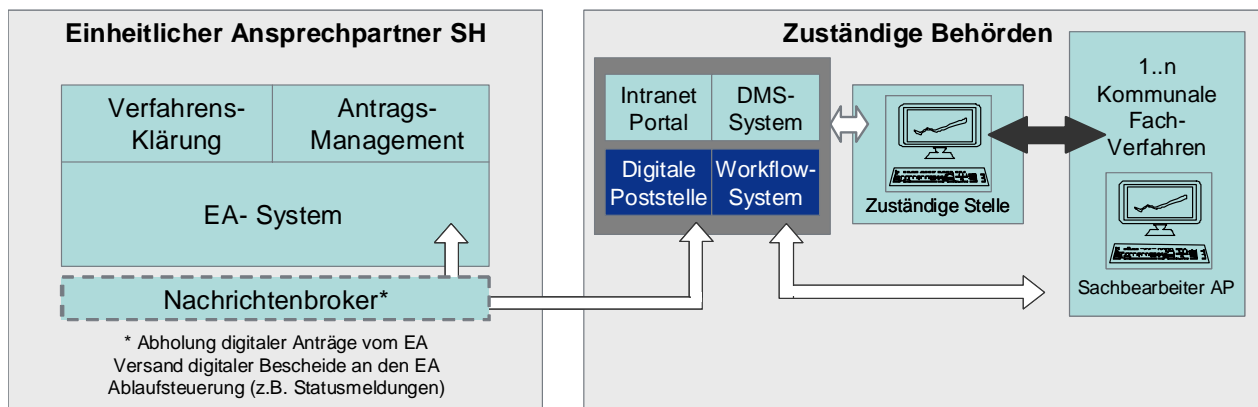 Einheitlicher Ansprechpartner SH
Verfahrens-
Klärung
Antrags-
Management
EA- System
Nachrichtenbroker*
* Abholung digitaler Anträge vom EA
Versand digitaler Bescheide an den EA
Ablaufsteuerung (z.B. Statusmeldungen)
Zuständige Behörden
Intranet
Portal
DMS-
System
Digitale
Poststelle
Workflow-
System
Zuständige Stelle
1..n
Kommunale
Fach-
Verfahren
Sachbearbeiter AP